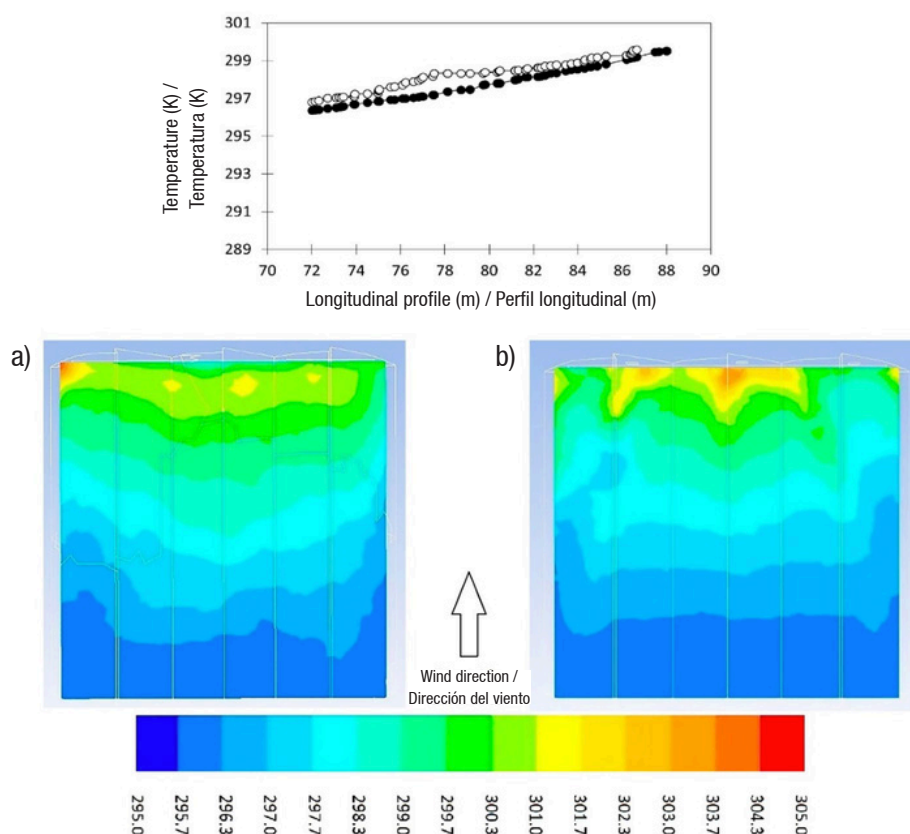 301
299
297
295
293
291
289
Temperature (K) /
Temperatura (K)
70 72 74 76 78 80 82 84 86 88 90
Longitudinal profile (m) / Perfil longitudinal (m)
a)
b)
Wind direction /
Dirección del viento
295.0
295.7
296.3
297.0
297.7
298.3
299.0
299.7
300.3
301.0
301.7
302.3
303.0
303.7
304.3
305.0